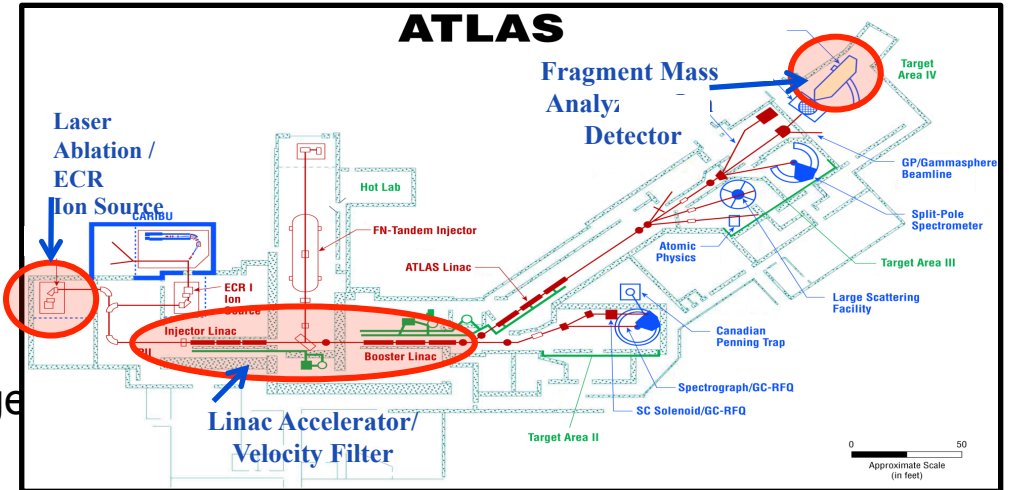 ATLAS
Fragment Mass
Analyz
Detector
Target
Area IV
Laser
Ablation /
ECR
Ion Source
CARIBU
Hot Lab
FN-Tandem Injector
GP/Gammasphere
Beamline
Split-Pole
Spectrometer
Atomic
Physics
Target Area III
ATLAS Linac
ECR I
Ion
Source
Large Scattering
Facility
Injector Linac
Booster Linac
Canadian
Penning Trap
Spectrograph/GC-RFQ
SC Solenoid/GC-RFQ
Linac Accelerator/
Velocity Filter
Target Area II
0 50
Approximate Scale
(in feet)